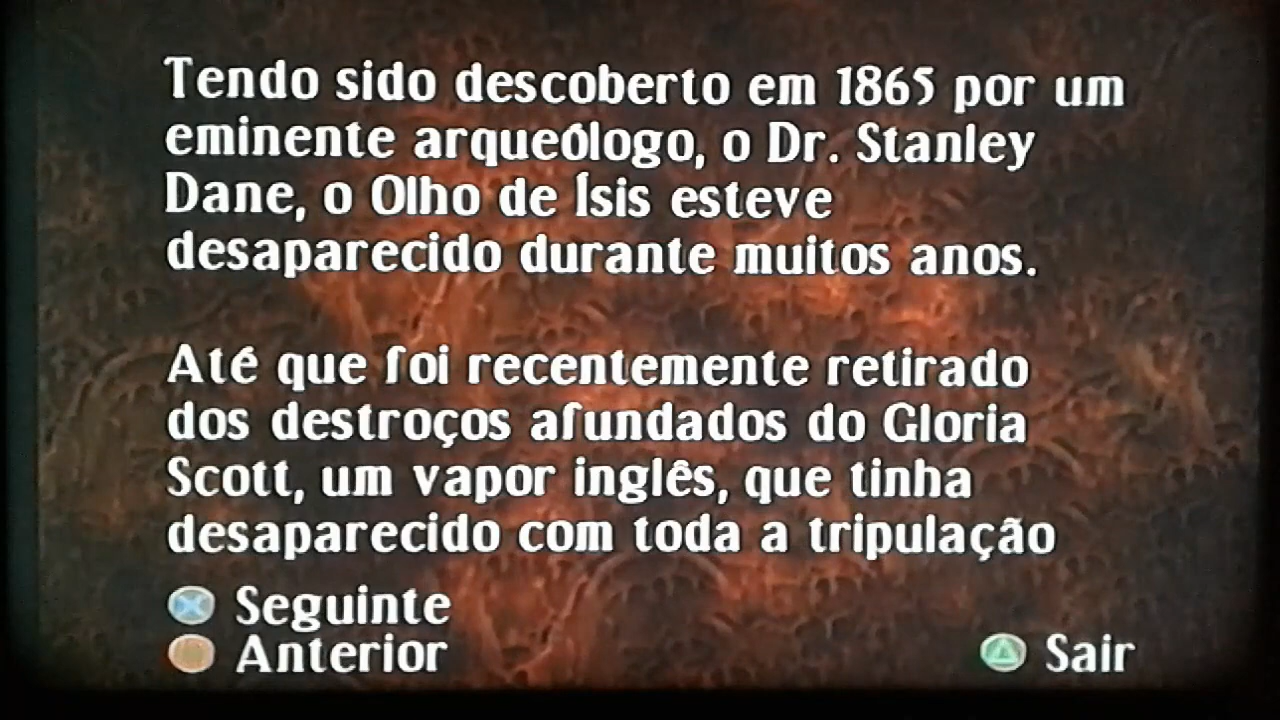 Tendo sido descoberto em 1865 por um
eminente arqueólogo, o Dr. Stanley
Dane, o Olho de Ísis esteve
desaparecido durante muitos anos.
Até que foi recentemente retirado
dos destroços afundados do Gloria
Scott, um vapor inglês, que tinha
desaparecido com toda a tripulação
Seguinte
Anterior
Sair